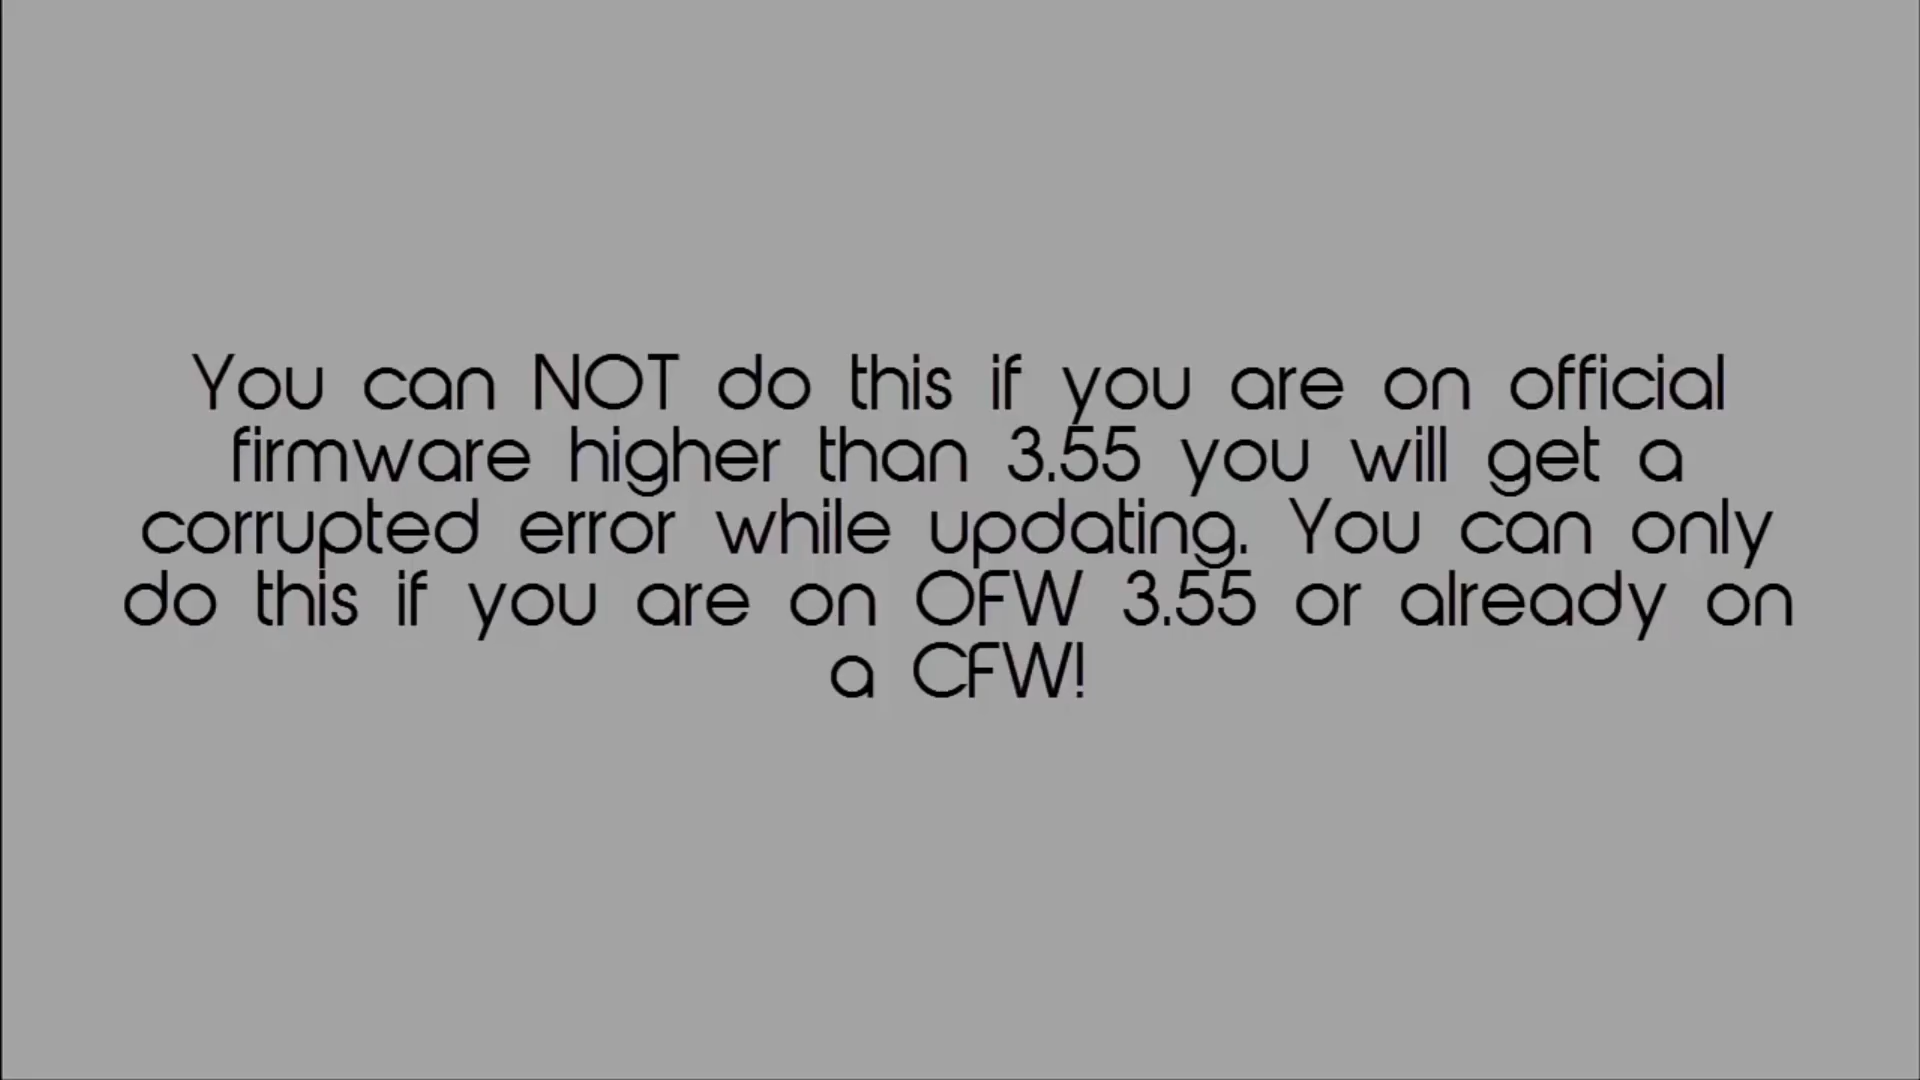 You can NOT do this if you are on official
firmware higher than 3.55 you will get a
corrupted error while updating. You can only
do this if you are on OFW 3.55 or already on
a CFW!